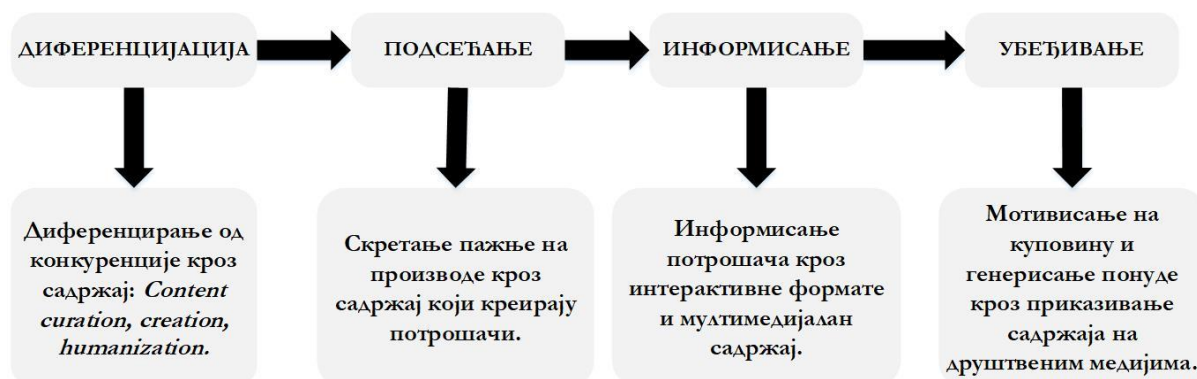 ДИФЕРЕНЦИЈАЦИЈА
ПОДСЕЋАЊЕ
ИНФОРМИСАЊЕ
УБЕЂИВАЊЕ
Диференцирање од
конкуренције кроз
садржај: Content
curation, creation,
humanization.
Скретање пажње на
производе кроз
садржај који креирају
потрошачи.
Информисање
потрошача кроз
интерактивне формате
и мултимедијалан
садржај.
Мотивисање на
куповину и
генерисање понуде
кроз приказивање
садржаја на
друштвеним медијима.